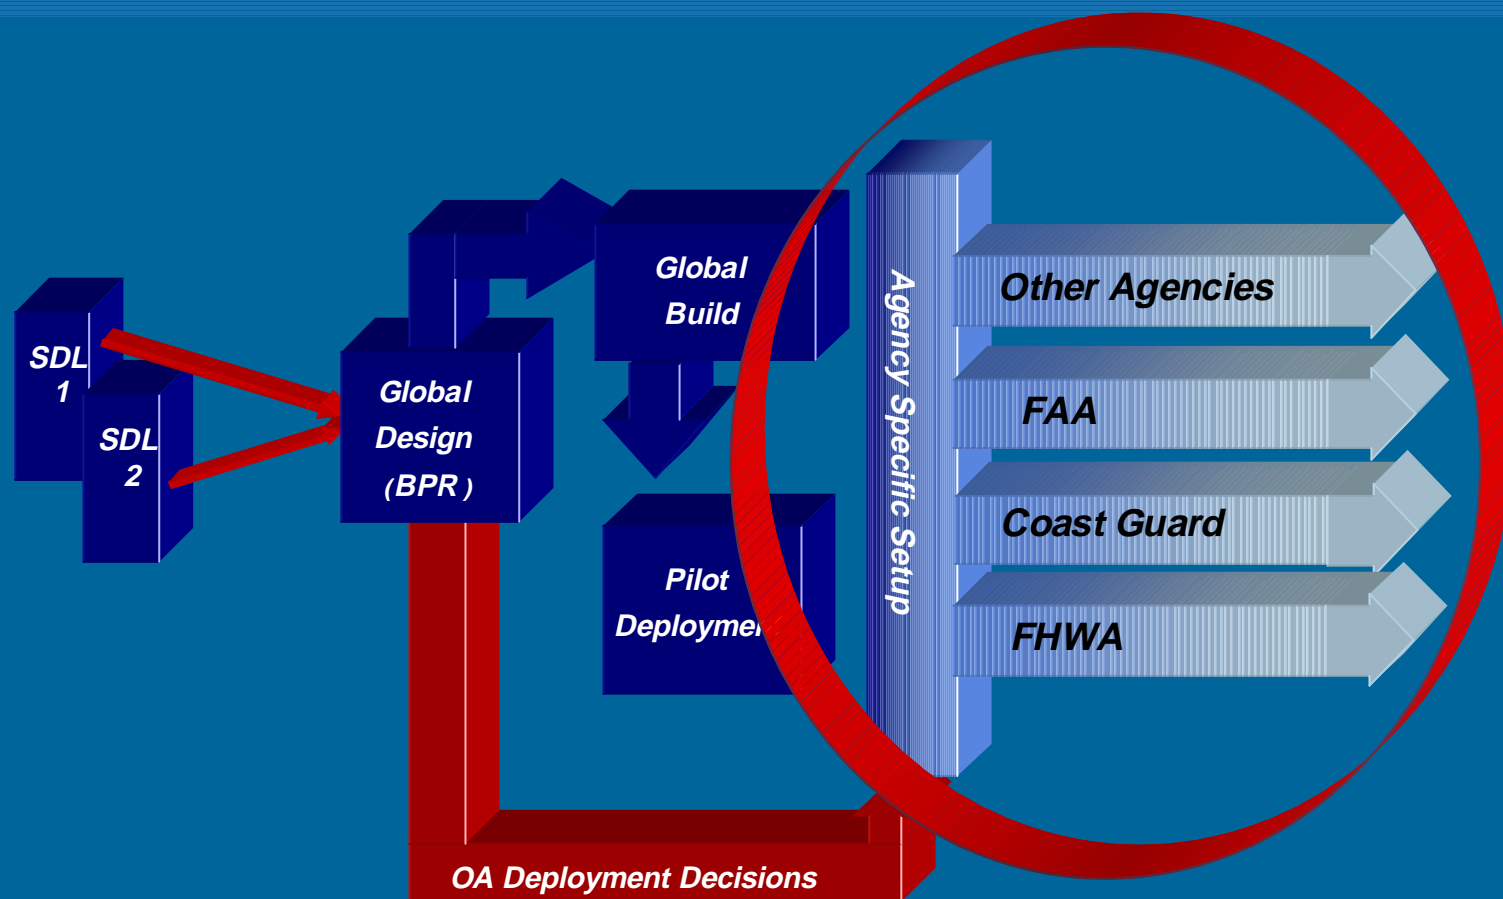 SDL
1
SDL
2
Global
Design
(BPR)
Global
Build
Pilot
Deploymen
Agency Specific Setup
Other Agencies
FAA
Coast Guard
FHWA
OA Deployment Decisions